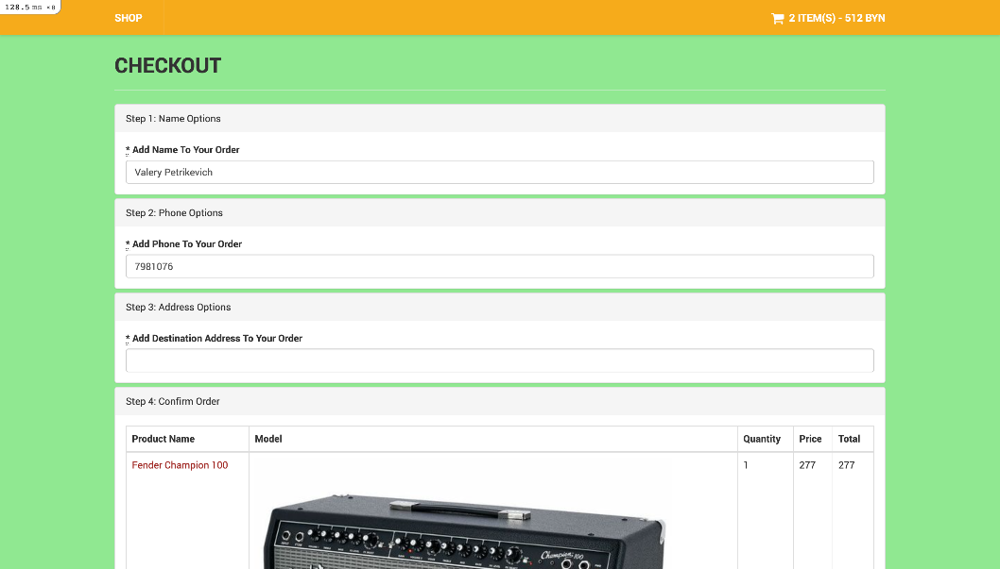 128.5 ms ×8
SHOP
2 ITEM(S) - 512 BYN
CHECKOUT
Step 1: Name Options
* Add Name To Your Order
Valery Petrikevich
Step 2: Phone Options
* Add Phone To Your Order
7981076
Step 3: Address Options
* Add Destination Address To Your Order
Step 4: Confirm Order
Product Name Model Quantity Price Total
Fender Champion 100 1 277 277
Champion 100